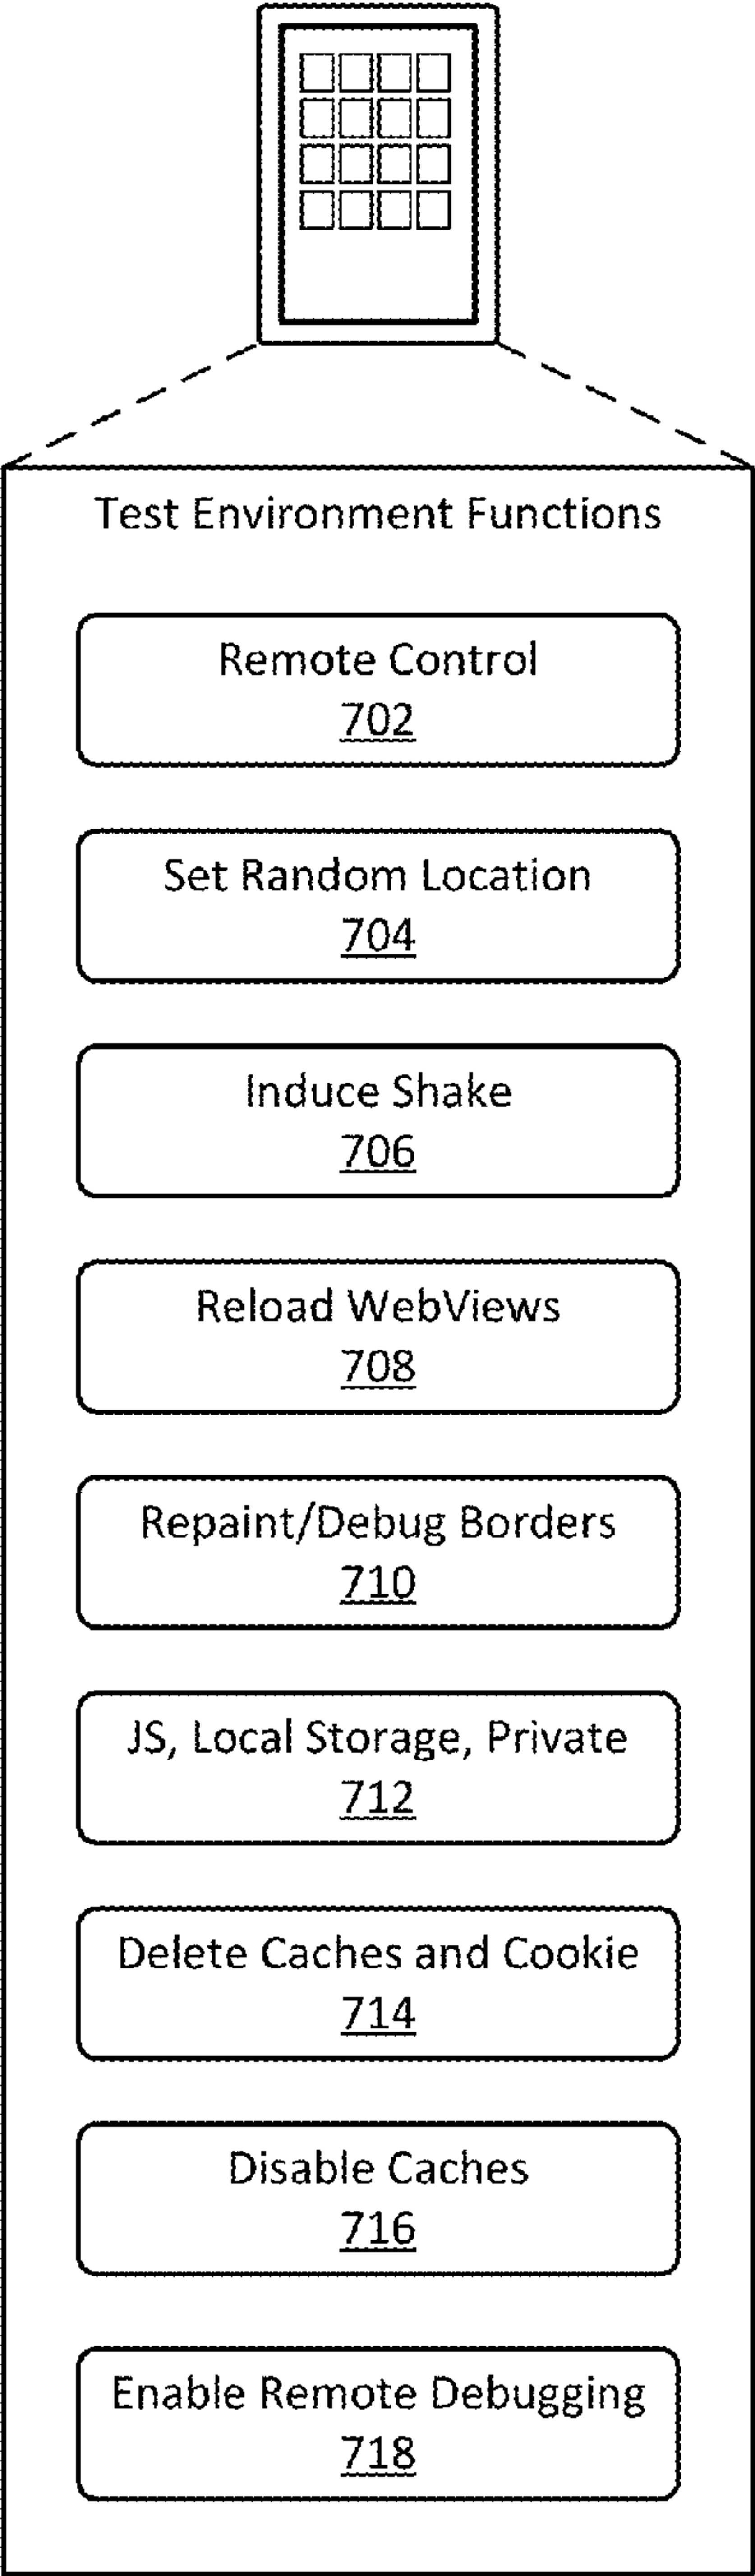 Test Environment Functions
Remote Control
702
Set Random Location
704
Induce Shake
706
Reload WebViews
708
Repaint/Debug Borders
710
JS, Local Storage, Private
712
Delete Caches and Cookie
714
Disable Caches
716
Enable Remote Debugging
718